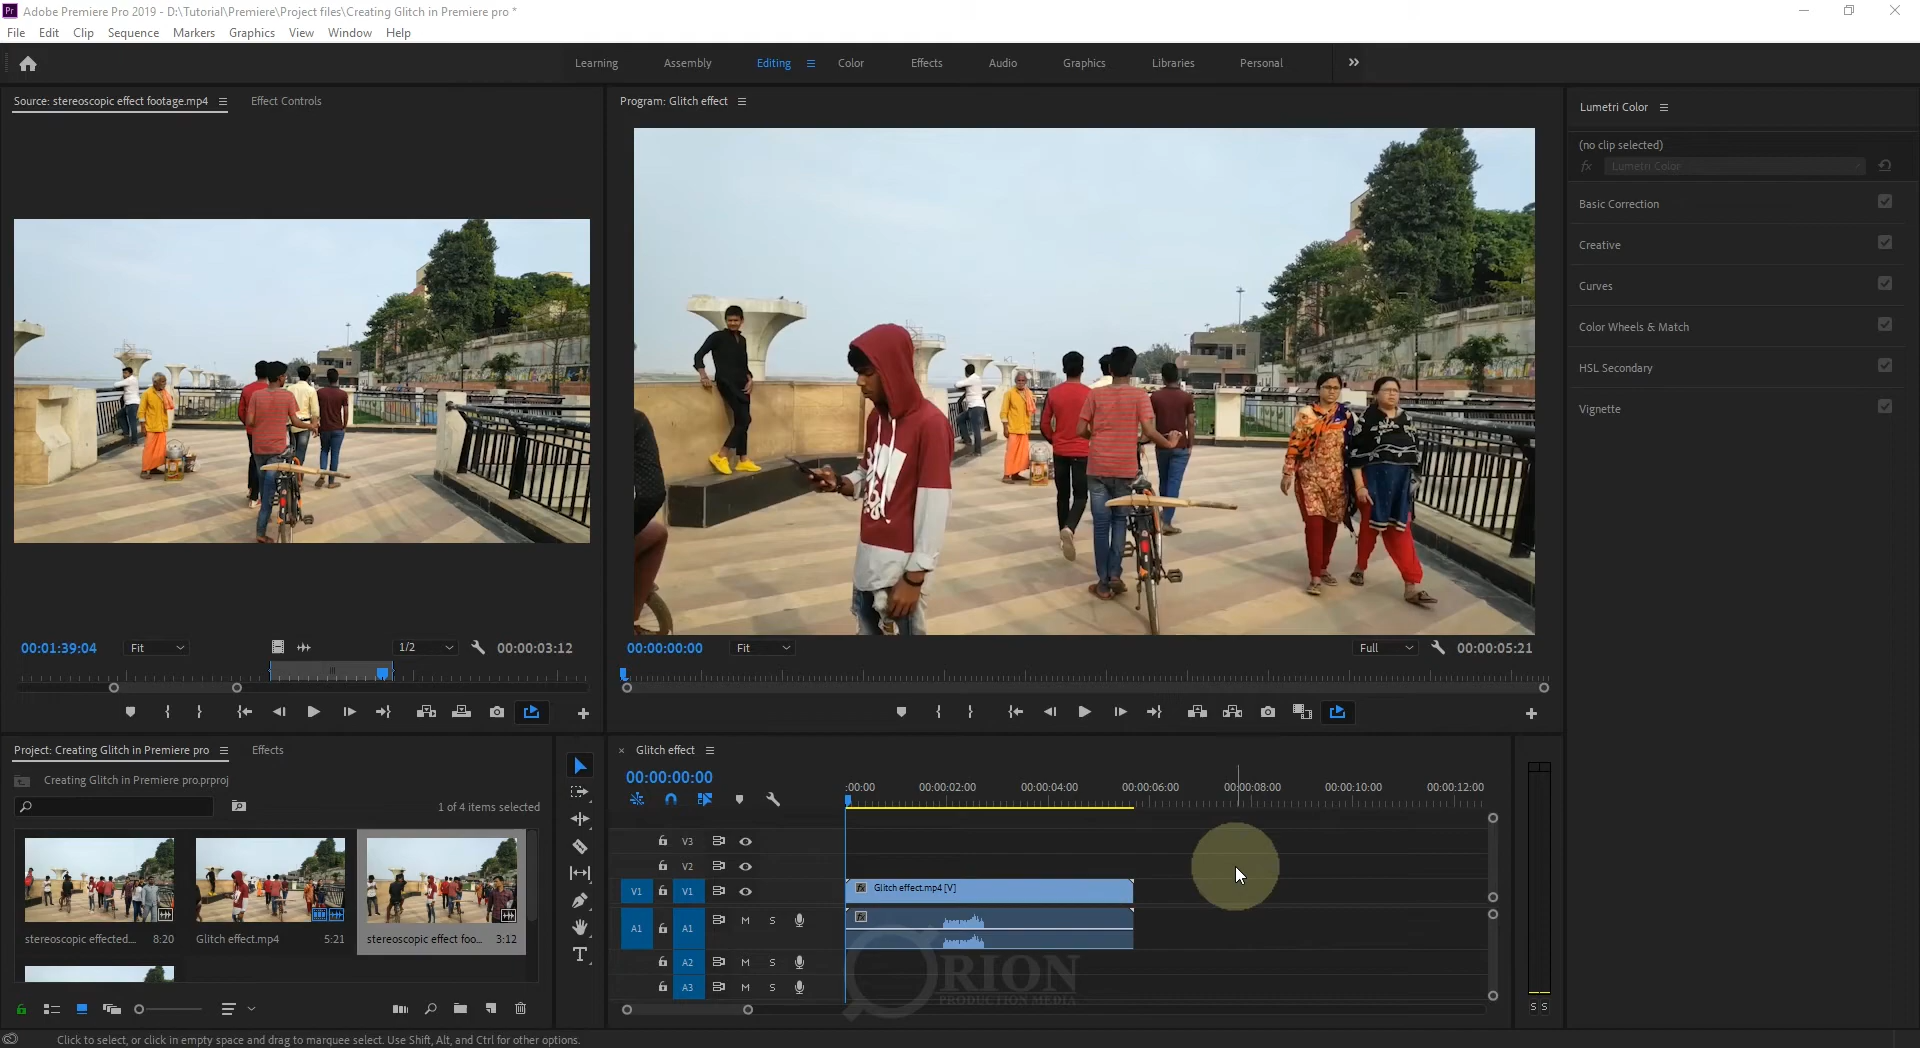 Adobe Premiere Pro 2019 - D:\Tutorial\Premiere\Project files\Creating Glitch in Premiere pro *
File Edit Clip Sequence Markers Graphics View Window Help
Learning Assembly Editing Color Effects Audio Graphics Libraries Personal
Source: stereoscopic effect footage.mp4 Effect Controls
Program: Glitch effect
Lumetri Color
(no clip selected)
fx Lumetri Color
Basic Correction
Creative
Curves
Color Wheels & Match
HSL Secondary
Vignette
00:01:39:04 Fit 1/2 00:00:03:12
00:00:00:00 Fit Full 00:00:05:21
Project: Creating Glitch in Premiere pro Effects
Creating Glitch in Premiere pro.prproj
1 of 4 items selected
stereoscopic effected... 8:20
Glitch effect.mp4 5:21
stereoscopic effect foo... 3:12
Glitch effect
00:00:00:00
:00:00 00:00:02:00 00:00:04:00 00:00:06:00 00:00:08:00 00:00:10:00 00:00:12:00
V3
V2
V1 V1 fx Glitch effect.mp4 [V]
A1 A1 M S fx
A2 M S
A3 M S
ORION
PRODUCTION MEDIA
S S
Click to select, or click in empty space and drag to marquee select. Use Shift, Alt, and Ctrl for other options.